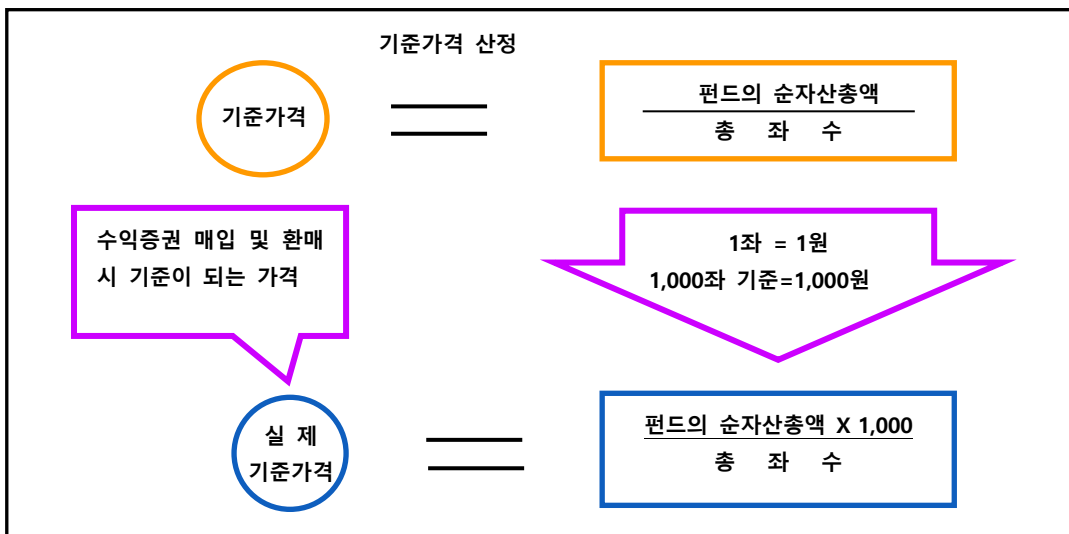 기준가격 산정
기준가격
펀드의 순자산총액
총 좌 수
수익증권 매입 및 환매
시 기준이 되는 가격
1좌 = 1원
1,000좌 기준=1,000원
실 제
기준가격
펀드의 순자산총액 X 1,000
총 좌 수